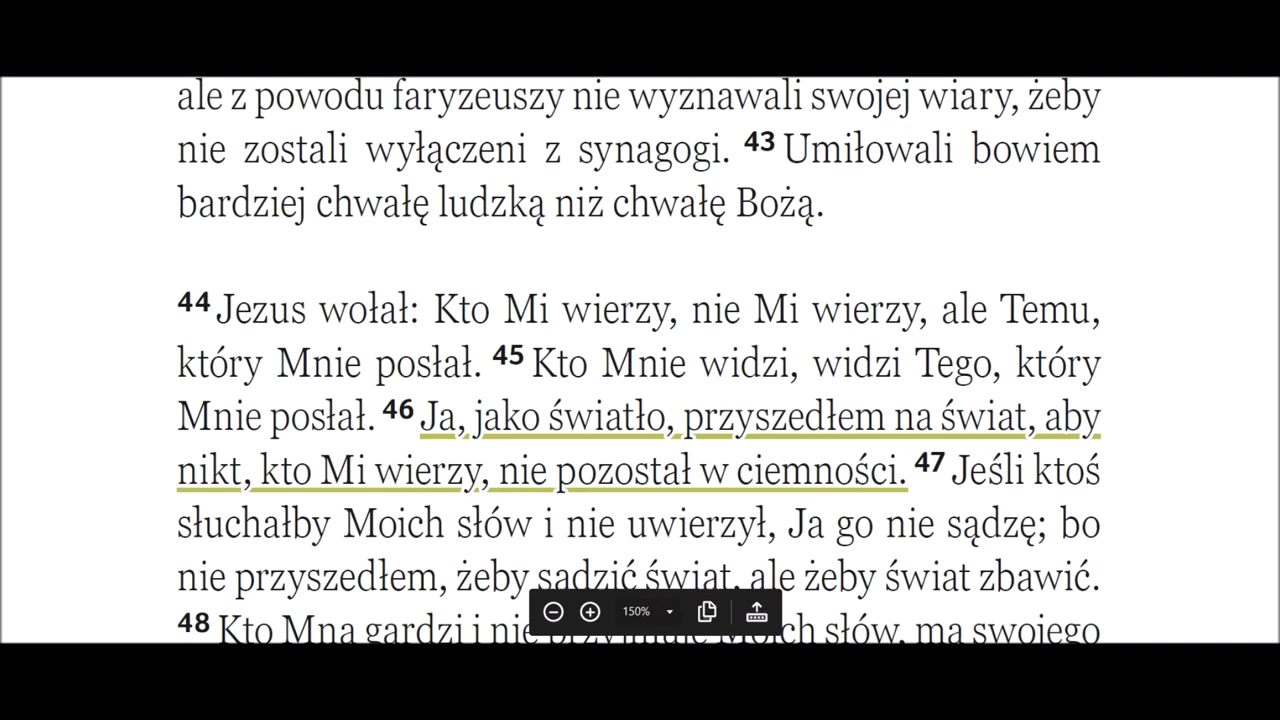 ale z powodu faryzeuszy nie wyznawali swojej wiary, żeby
nie zostali wyłączeni z synagogi. 43 Umiłowali bowiem
bardziej chwałę ludzką niż chwałę Bożą.
44 Jezus wołał: Kto Mi wierzy, nie Mi wierzy, ale Temu,
który Mnie posłał. 45 Kto Mnie widzi, widzi Tego, który
Mnie posłał. 46 Ja, jako światło, przyszedłem na świat, aby
nikt, kto Mi wierzy, nie pozostał w ciemności. 47 Jeśli ktoś
słuchałby Moich słów i nie uwierzył, Ja go nie sądzę; bo
nie przyszedłem, żeby sądzić świat, ale żeby świat zbawić.
48 Kto Mną gardzi i nie Moich słów, ma swojego
150%